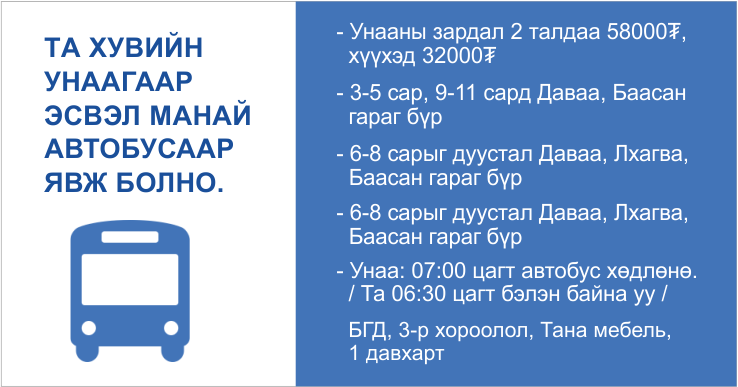 ТА ХУВИЙН
УНААГААР
ЭСВЭЛ МАНАЙ
АВТОБУСААР
ЯВЖ БОЛНО.
- Унааны зардал 2 талдаа 58000₮,
хүүхэд 32000₮
- 3-5 сар, 9-11 сард Даваа, Баасан
гараг бүр
- 6-8 сарыг дуустал Даваа, Лхагва,
Баасан гараг бүр
- 6-8 сарыг дуустал Даваа, Лхагва,
Баасан гараг бүр
- Унаа: 07:00 цагт автобус хөдлөнө.
/ Та 06:30 цагт бэлэн байна уу /
БГД, 3-р хороолол, Тана мебель,
1 давхарт